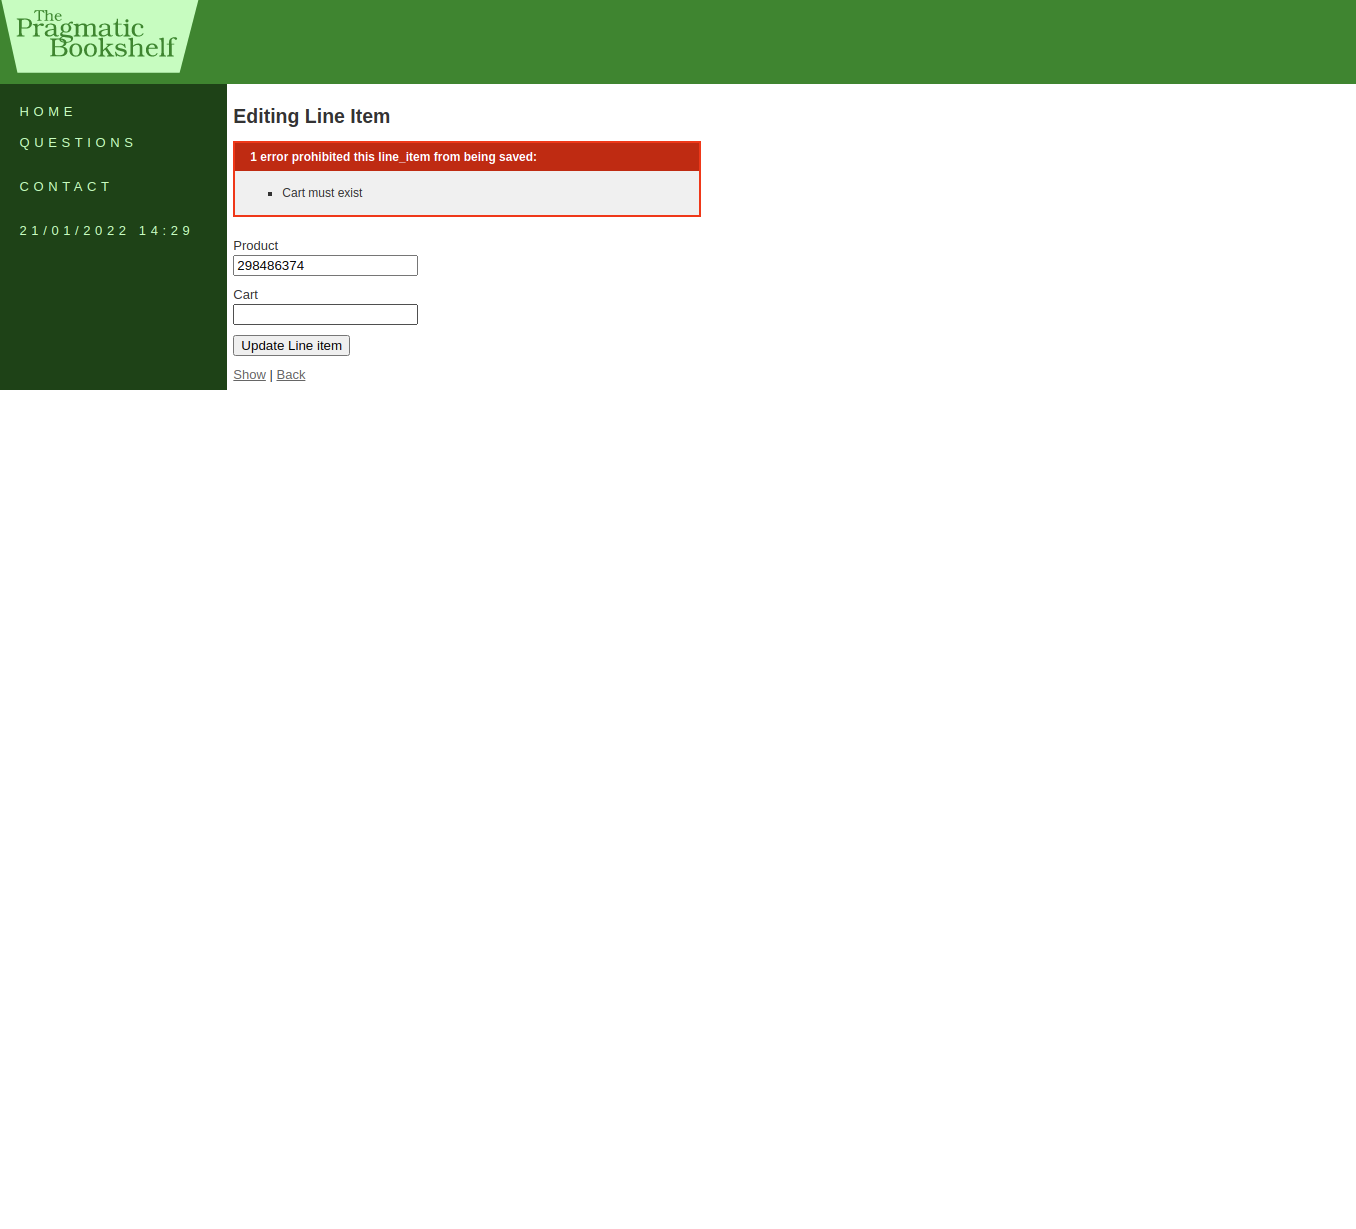 The
Pragmatic
Bookshelf
HOME
QUESTIONS
CONTACT
21/01/2022 14:29
Editing Line Item
1 error prohibited this line_item from being saved:
Cart must exist
Product
298486374
Cart
Update Line item
Show | Back